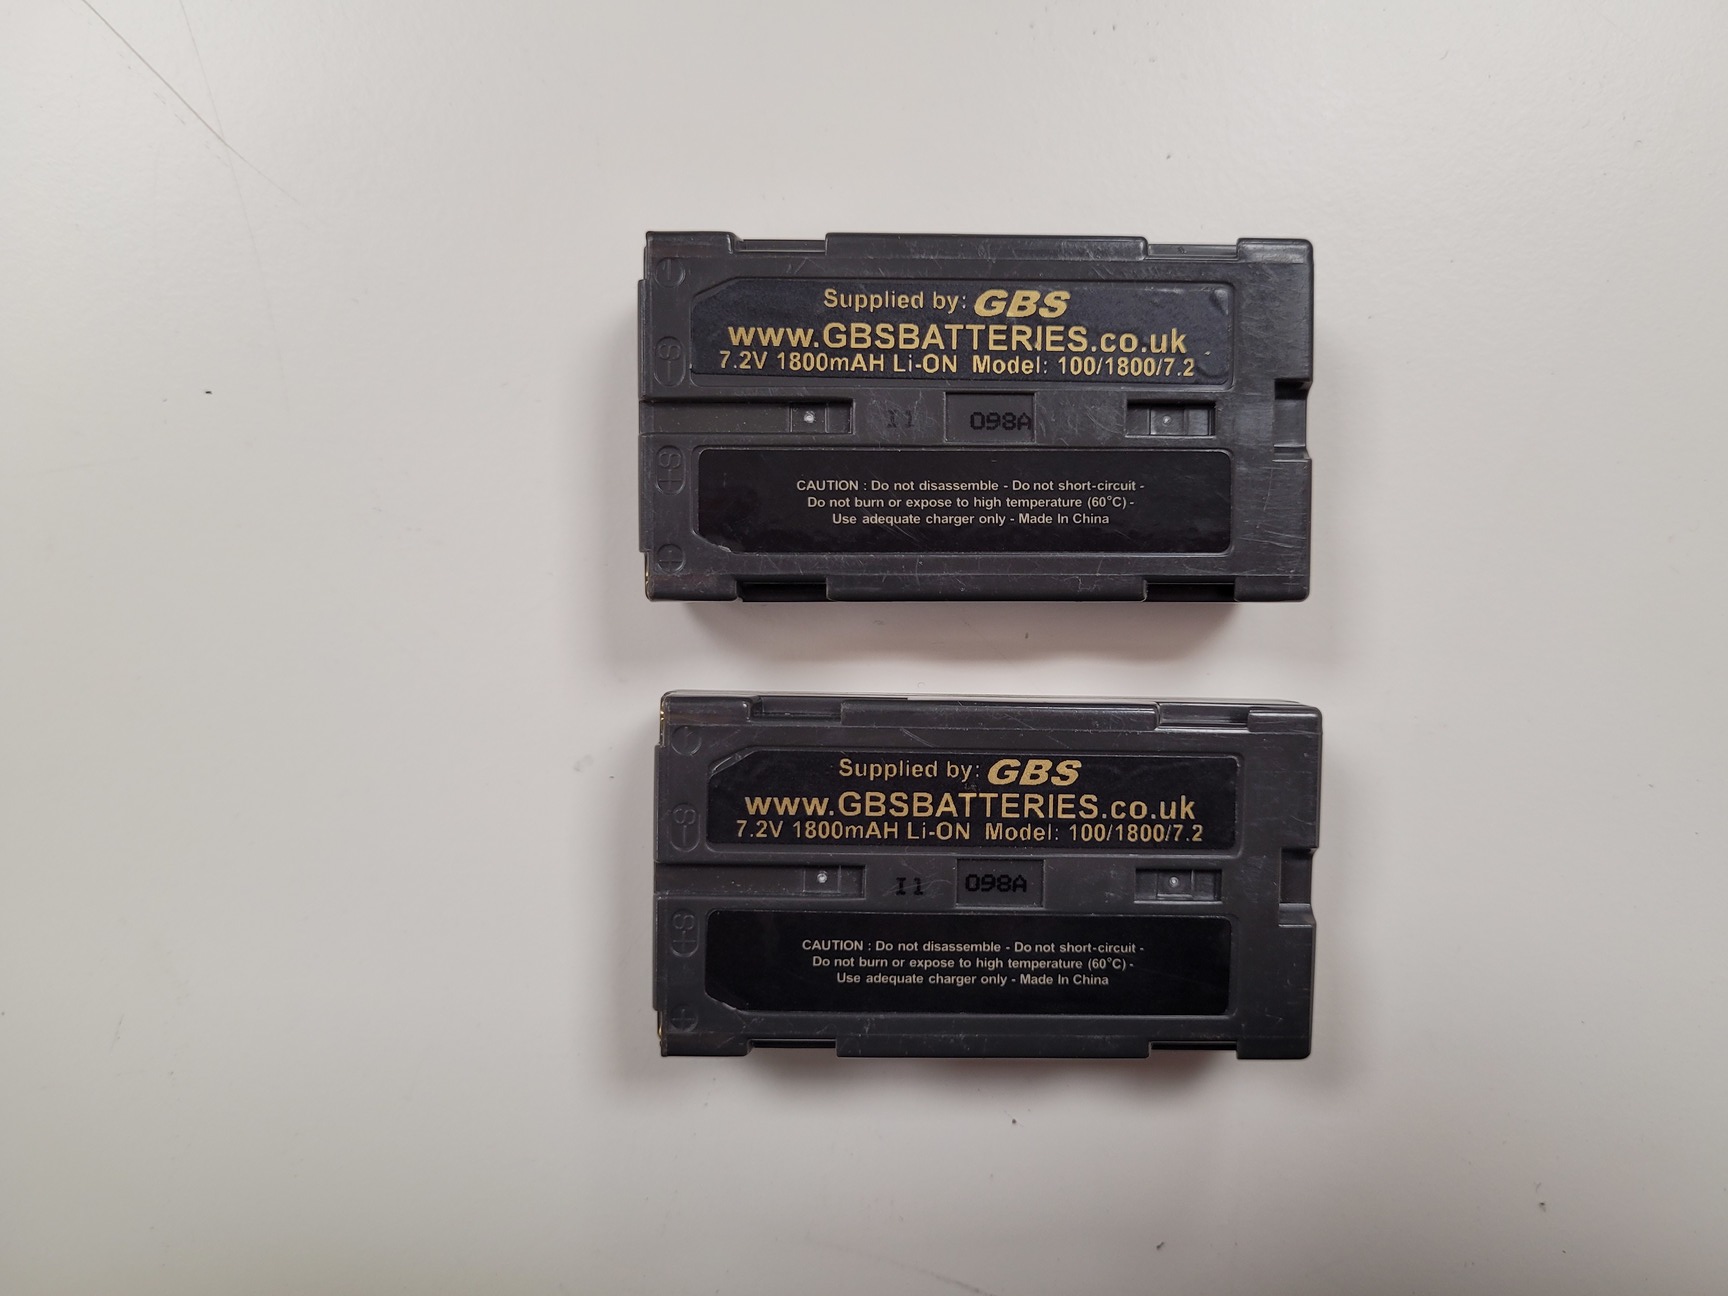 Supplied by: GBS
www.GBSBATTERIES.co.uk
7.2V 1800mAH Li-ON Model: 100/1800/7.2
I1 098A
CAUTION : Do not disassemble - Do not short-circuit -
Do not burn or expose to high temperature (60°C) -
Use adequate charger only - Made In China
Supplied by: GBS
www.GBSBATTERIES.co.uk
7.2V 1800mAH Li-ON Model: 100/1800/7.2
I1 098A
CAUTION : Do not disassemble - Do not short-circuit -
Do not burn or expose to high temperature (60°C) -
Use adequate charger only - Made In China